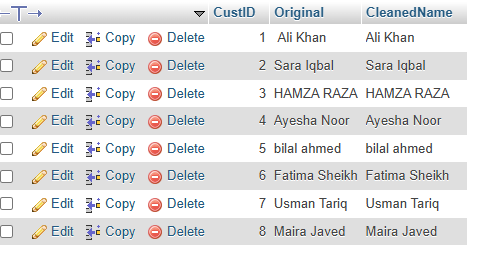 CustID Original CleanedName
Edit Copy Delete 1 Ali Khan Ali Khan
Edit Copy Delete 2 Sara Iqbal Sara Iqbal
Edit Copy Delete 3 HAMZA RAZA HAMZA RAZA
Edit Copy Delete 4 Ayesha Noor Ayesha Noor
Edit Copy Delete 5 bilal ahmed bilal ahmed
Edit Copy Delete 6 Fatima Sheikh Fatima Sheikh
Edit Copy Delete 7 Usman Tariq Usman Tariq
Edit Copy Delete 8 Maira Javed Maira Javed